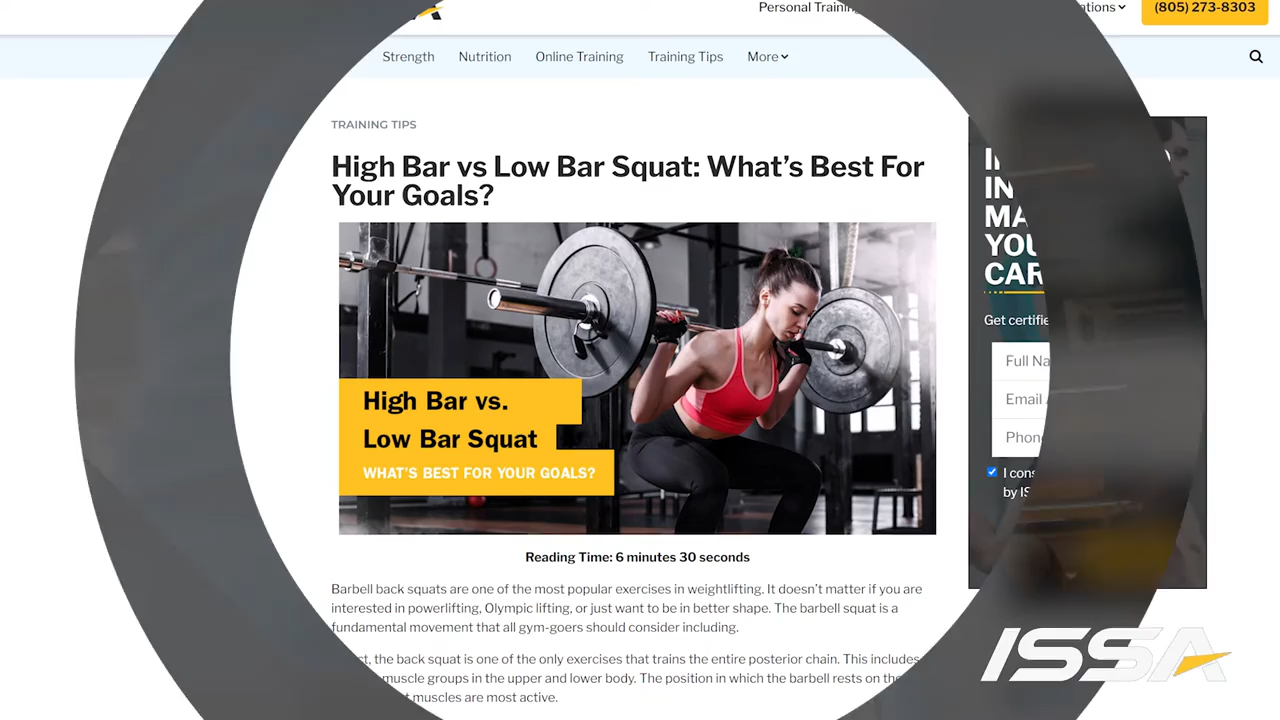 Personal Training
(805) 273-8303
Strength
Nutrition
Online Training
Training Tips
More
TRAINING TIPS
High Bar vs Low Bar Squat: What's Best For
Your Goals?
High Bar vs.
Low Bar Squat
WHAT'S BEST FOR YOUR GOALS?
Reading Time: 6 minutes 30 seconds
Barbell back squats are one of the most popular exercises in weightlifting. It doesn't matter if you are
interested in powerlifting, Olympic lifting, or just want to be in better shape. The barbell squat is a
fundamental movement that all gym-goers should consider including.
the back squat is one of the only exercises that trains the entire posterior chain. This includes
muscle groups in the upper and lower body. The position in which the barbell rests on the
muscles are most active.
IN
YOU
Get
Full
Email
I
by
ISSA